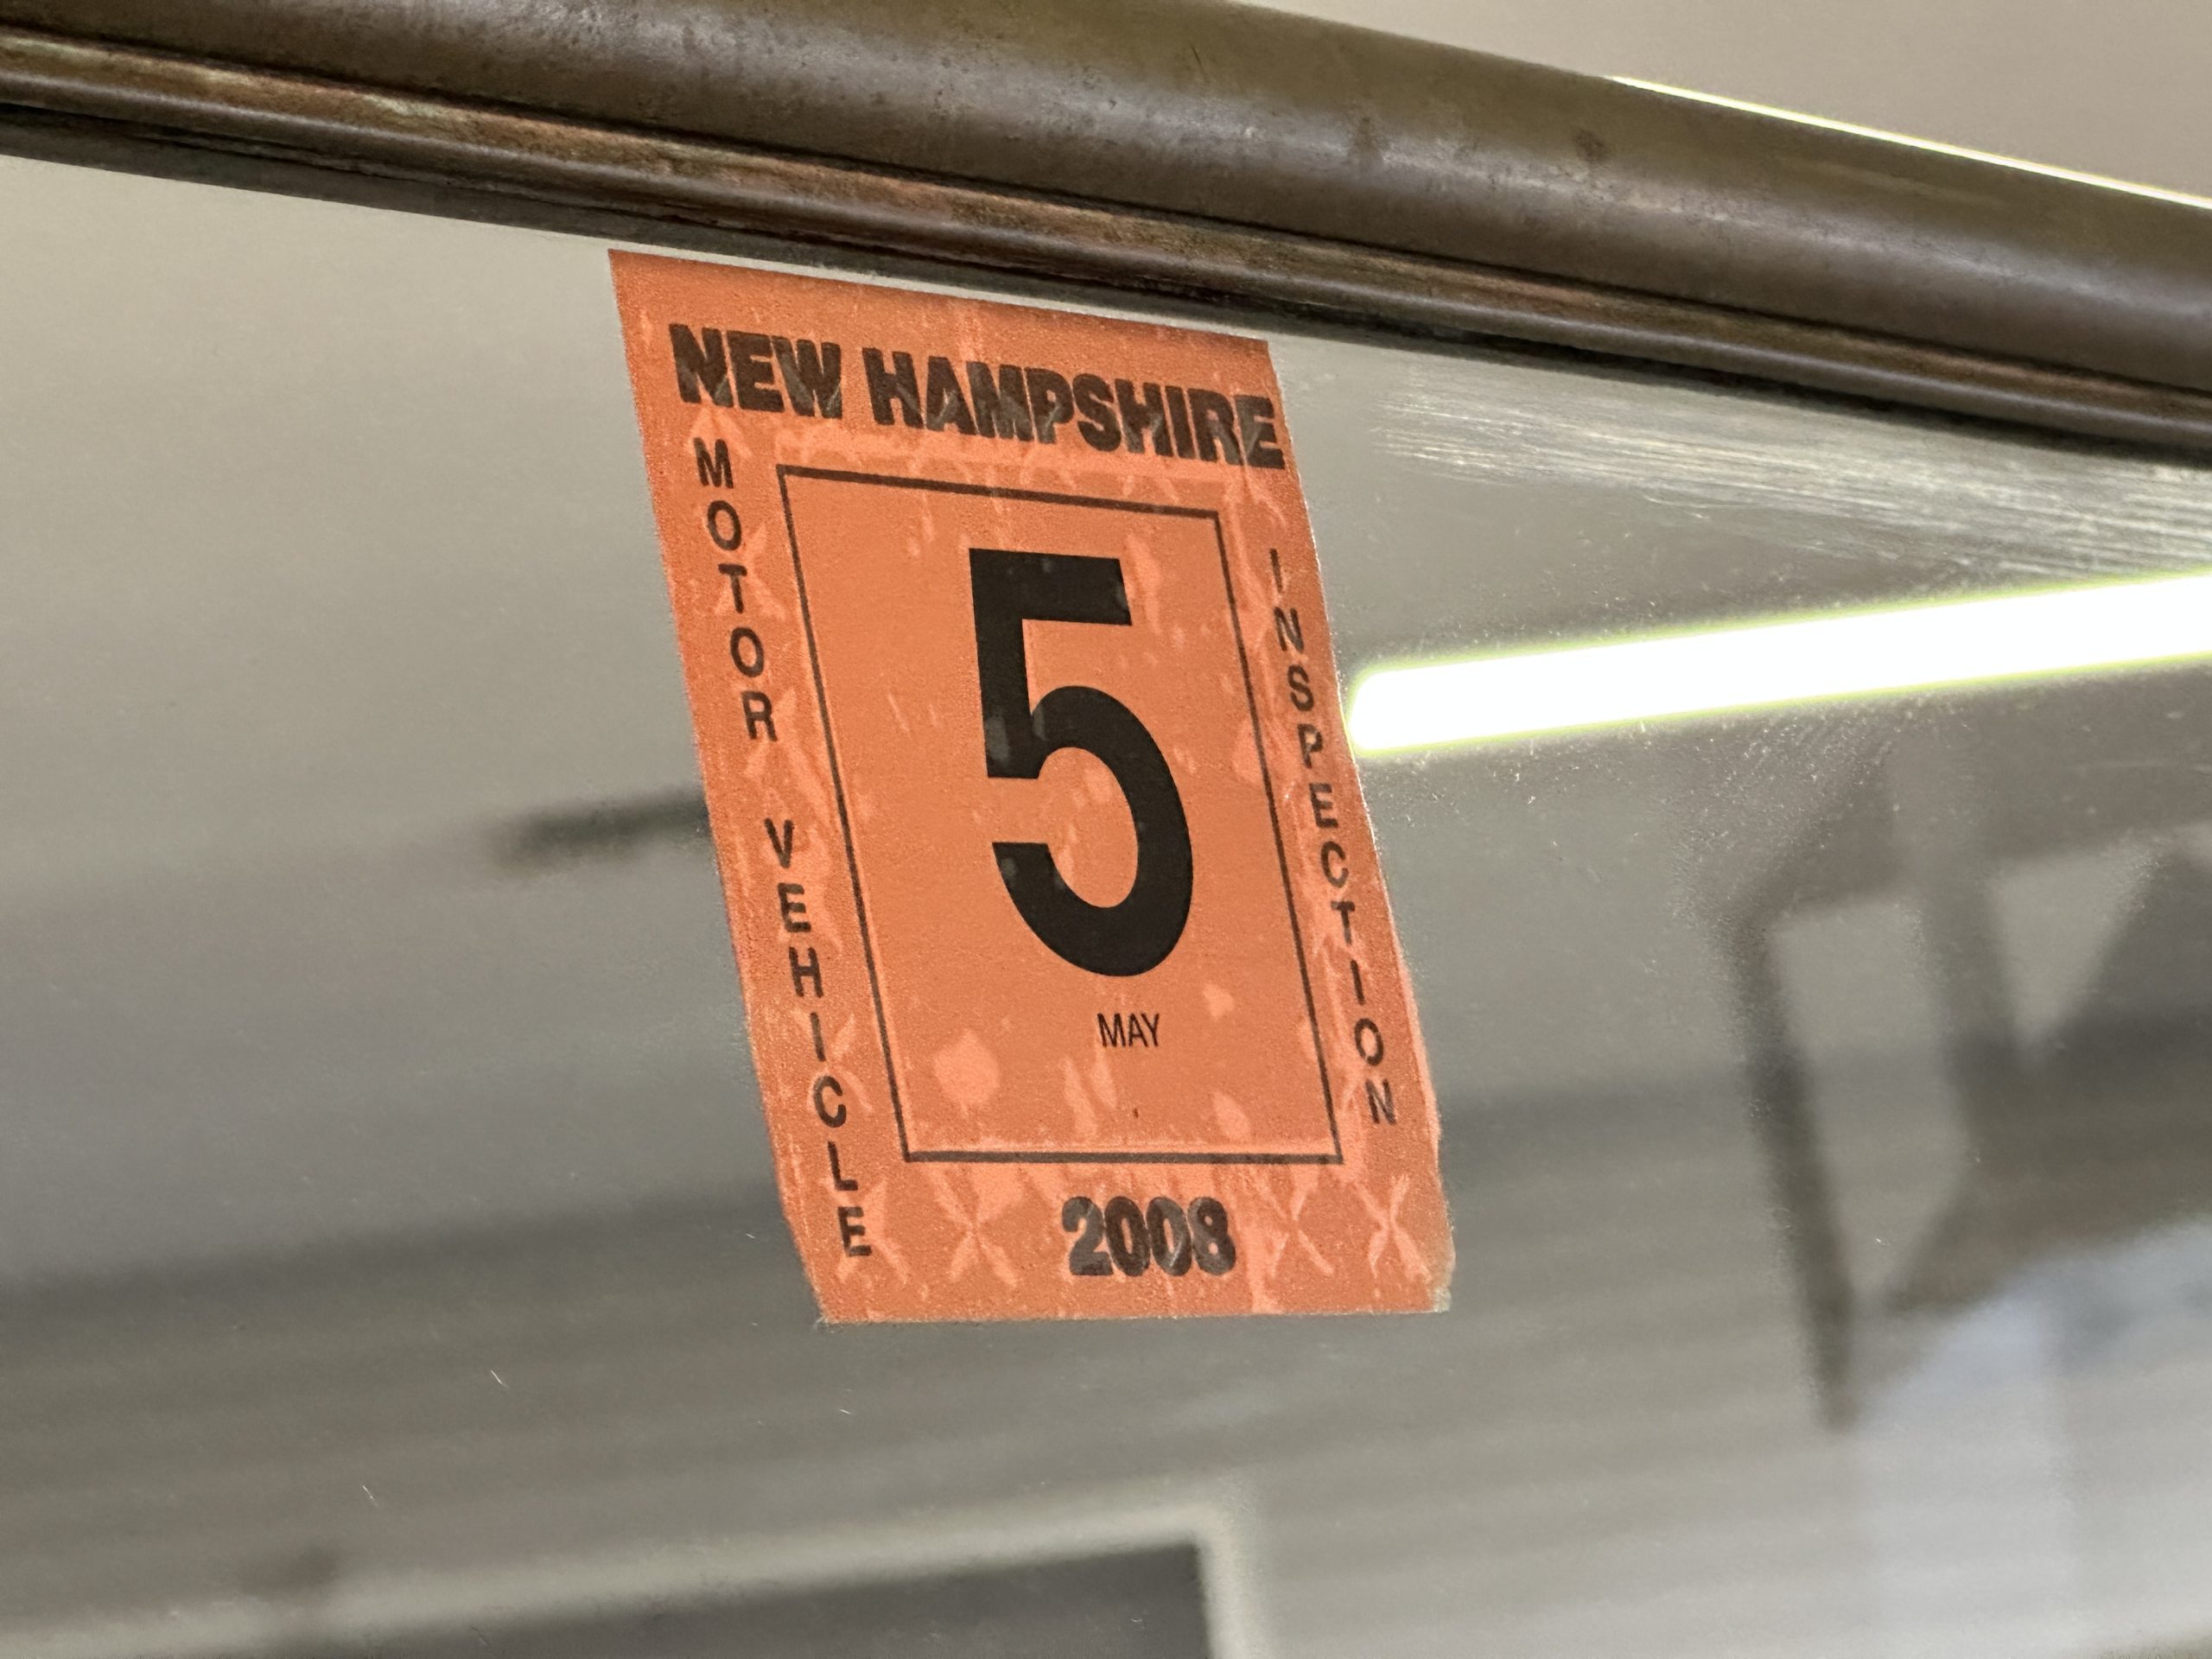 NEW HAMPSHIRE
MOTOR VEHICLE
5
MAY
INSPECTION
2008